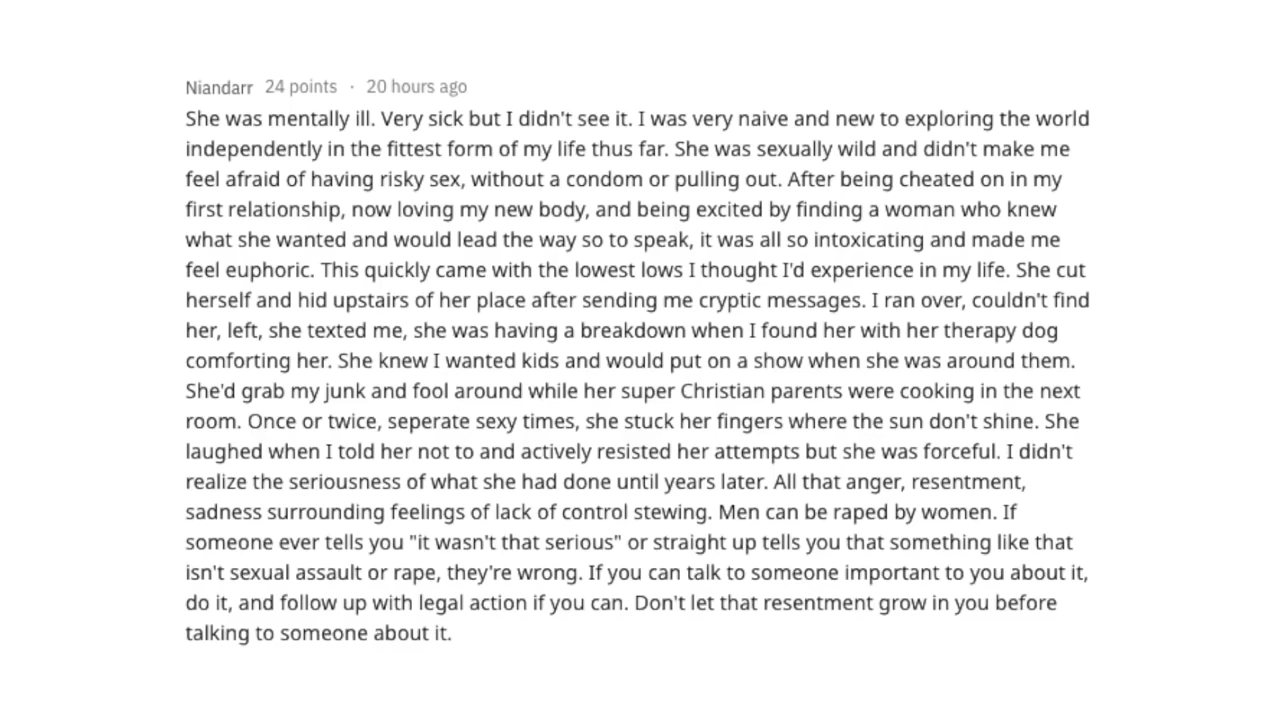 Niandarr 24 points · 20 hours ago
She was mentally ill. Very sick but I didn't see it. I was very naive and new to exploring the world
independently in the fittest form of my life thus far. She was sexually wild and didn't make me
feel afraid of having risky sex, without a condom or pulling out. After being cheated on in my
first relationship, now loving my new body, and being excited by finding a woman who knew
what she wanted and would lead the way so to speak, it was all so intoxicating and made me
feel euphoric. This quickly came with the lowest lows I thought I'd experience in my life. She cut
herself and hid upstairs of her place after sending me cryptic messages. I ran over, couldn't find
her, left, she texted me, she was having a breakdown when I found her with her therapy dog
comforting her. She knew I wanted kids and would put on a show when she was around them.
She'd grab my junk and fool around while her super Christian parents were cooking in the next
room. Once or twice, seperate sexy times, she stuck her fingers where the sun don't shine. She
laughed when I told her not to and actively resisted her attempts but she was forceful. I didn't
realize the seriousness of what she had done until years later. All that anger, resentment,
sadness surrounding feelings of lack of control stewing. Men can be raped by women. If
someone ever tells you "it wasn't that serious" or straight up tells you that something like that
isn't sexual assault or rape, they're wrong. If you can talk to someone important to you about it,
do it, and follow up with legal action if you can. Don't let that resentment grow in you before
talking to someone about it.